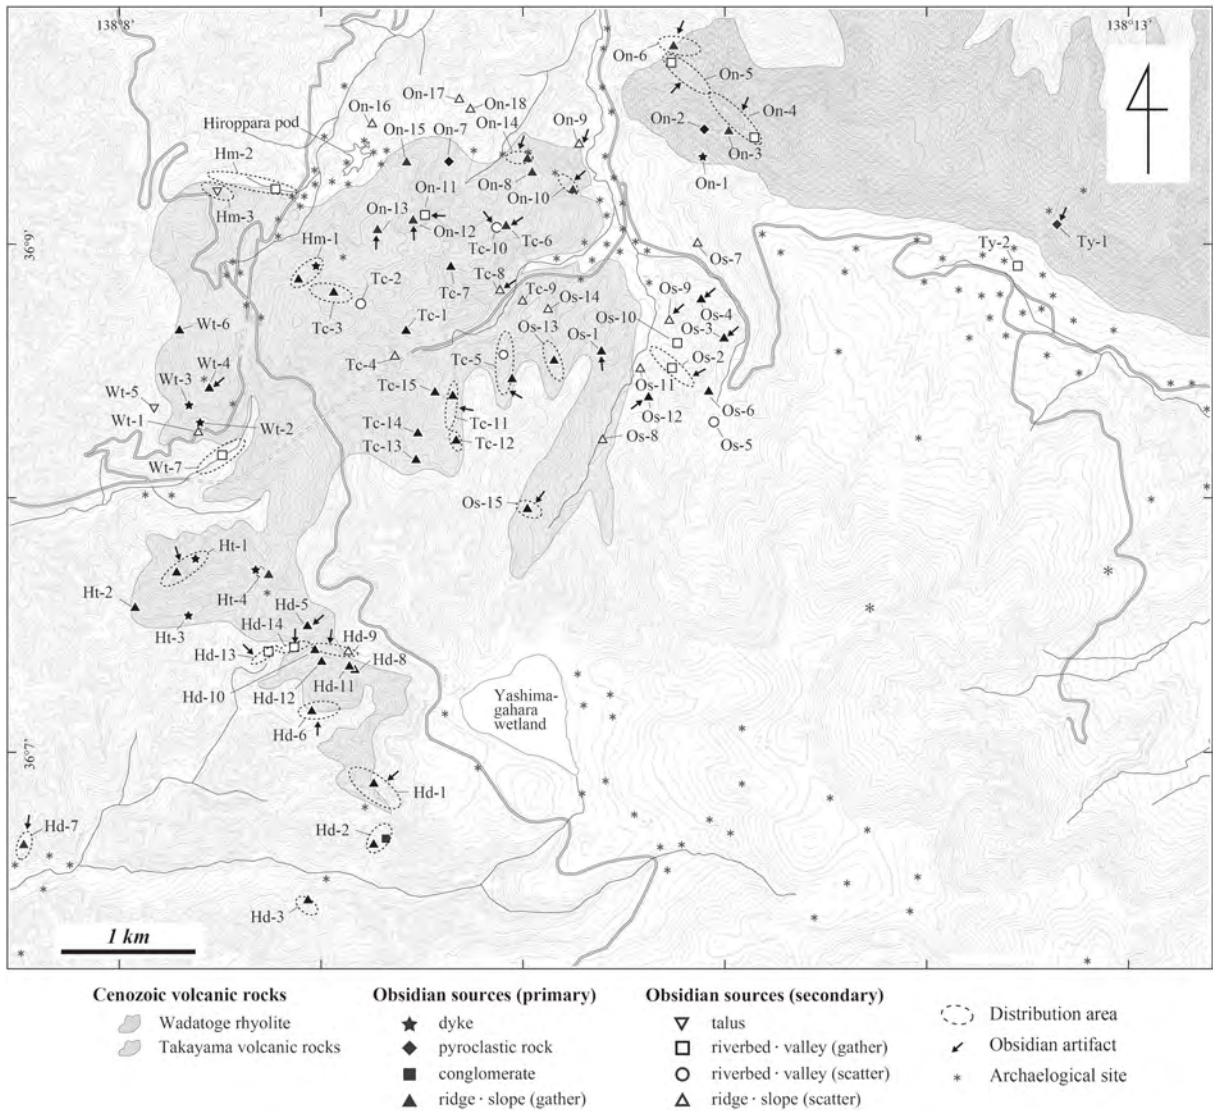 138°8' 138°13'
On-6
On-5
On-17
On-18
On-4
On-16
On-14
On-9
On-15 On-7
On-2
Hiroppara pod
On-3
Hm-2
On-8
On-1
On-11
On-10
Hm-3
On-13
On-12
Ty-1
Hm-1
Tc-10 Tc-6
36°9'
Ty-2
Tc-2
Tc-8
Os-7
Tc-7
Tc-9
Os-9
Os-14
Os-4
Tc-3
Tc-1
Os-10
Wt-6
Os-13 Os-1
Os-3
Tc-4
Tc-5
Os-2
Wt-4
Wt-3
Tc-15
Os-11
Wt-5
Os-12
Os-6
Wt-1
Tc-11
Wt-2
Tc-14
Tc-12
Os-8
Os-5
Tc-13
Wt-7
Os-15
Ht-1
Ht-2
Ht-4
Hd-5
Ht-3
Hd-14
Hd-9
Hd-13
Hd-8
Hd-11
Hd-10
Hd-12
Yashima-
gahara
wetland
Hd-6
36°7'
Hd-1
Hd-7
Hd-2
Hd-3
1 km
Cenozoic volcanic rocks
Wadatoge rhyolite
Takayama volcanic rocks
Obsidian sources (primary)
dyke
pyroclastic rock
conglomerate
ridge · slope (gather)
Obsidian sources (secondary)
talus
riverbed · valley (gather)
riverbed · valley (scatter)
ridge · slope (scatter)
Distribution area
Obsidian artifact
Archaelogical site